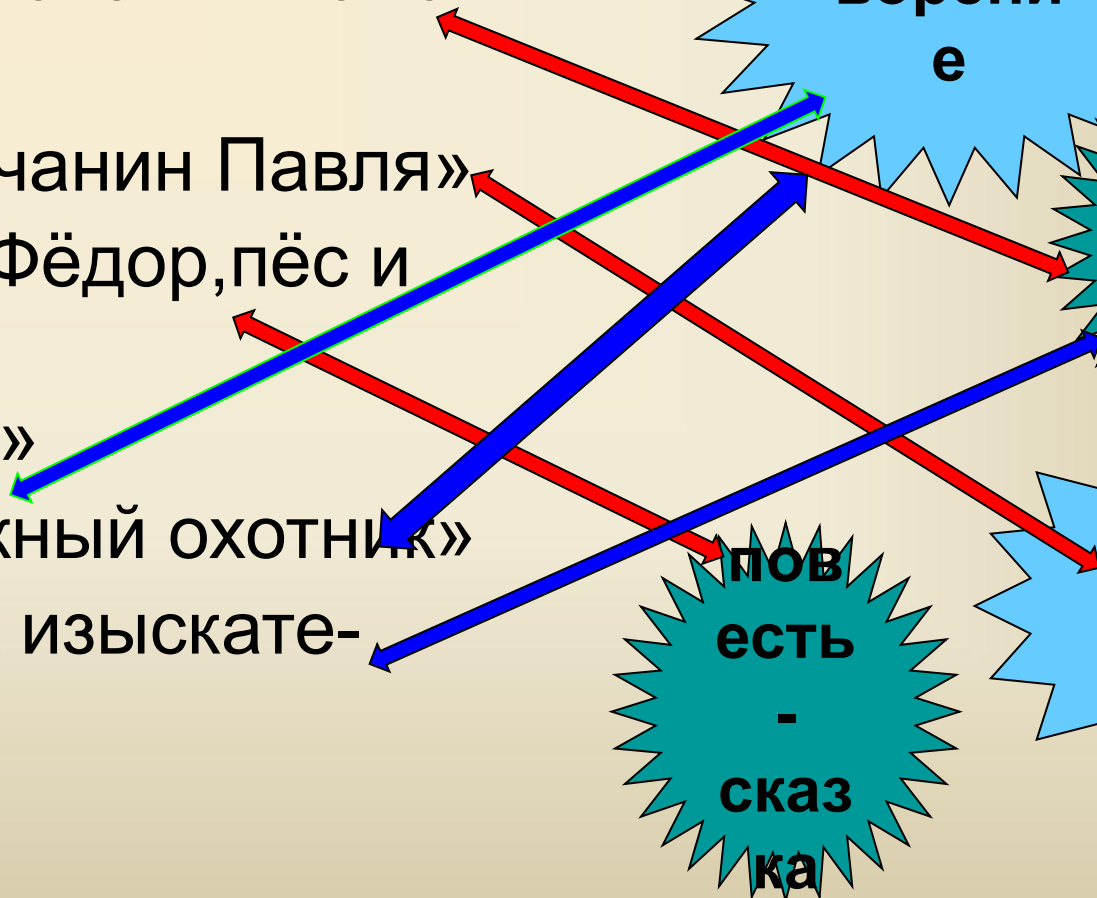 е
чанин Павля»
Фёдор,пёс и
»
жный охотник»
изыскате-
пов
есть
-
сказ
ка